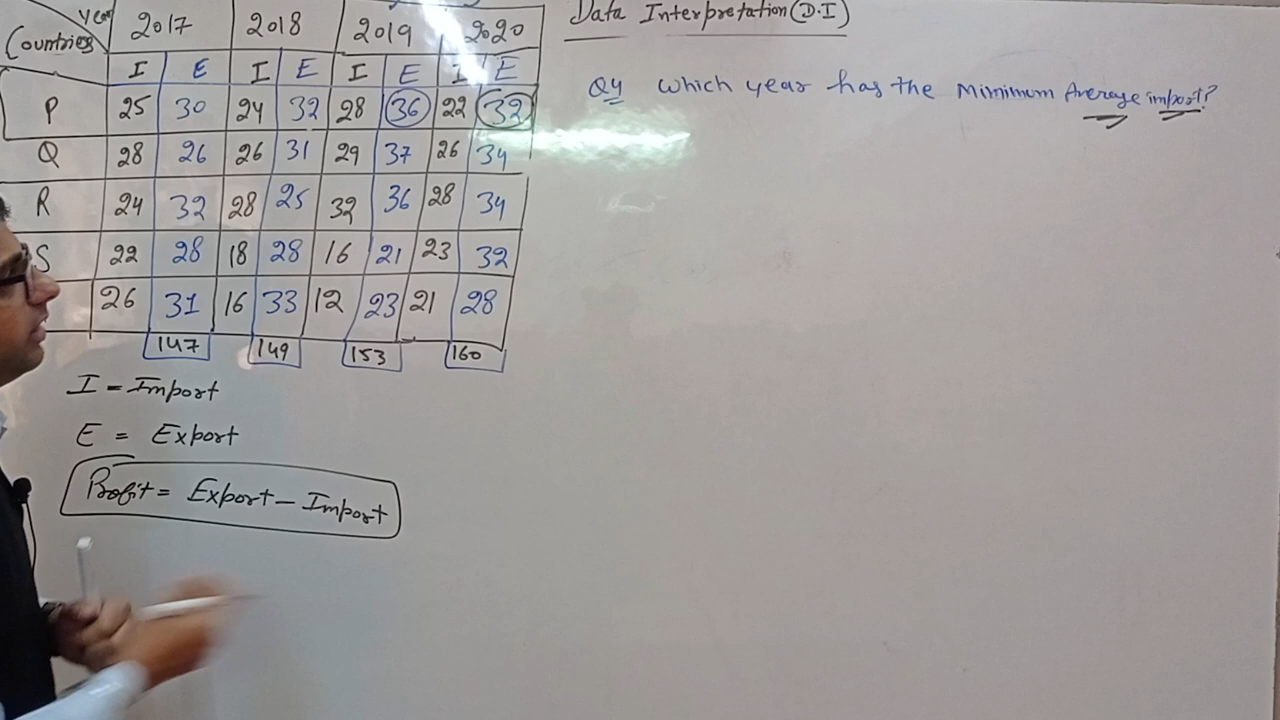 Year 2017 2018 2019 2020
Countries
I E I E I E I E
P 25 30 24 32 28 36 22 32
Q 28 26 26 31 29 37 26 34
R 24 32 28 25 32 36 28 34
S 22 28 18 28 16 21 23 32
26 31 16 33 12 23 21 28
147 149 153 160
I = Import
E = Export
Profit = Export - Import
Data Interpretation (D.I)
Q4 which year has the Minimum Average import?